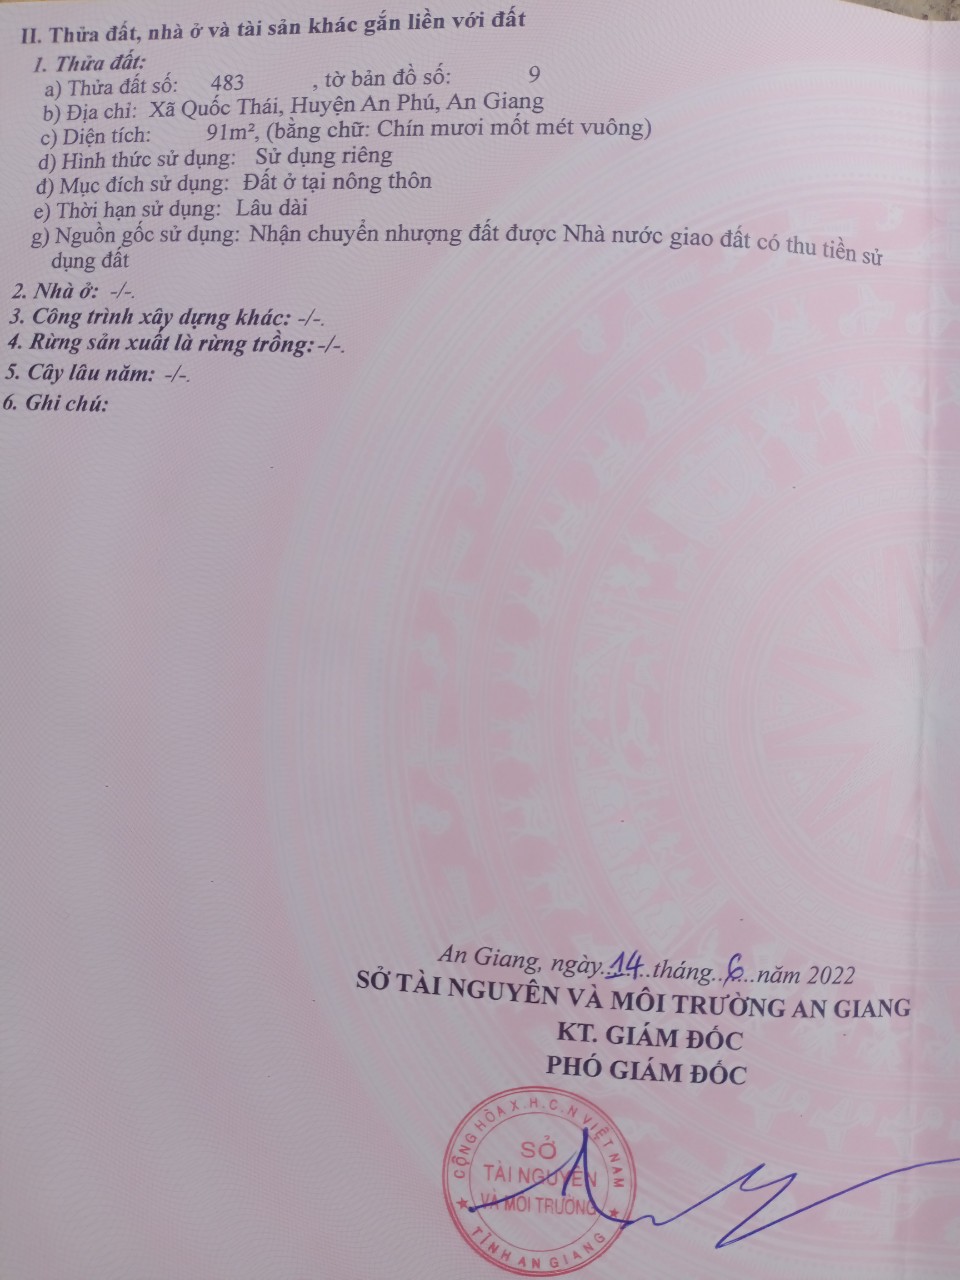 II. Thửa đất, nhà ở và tài sản khác gắn liền với đất
1. Thửa đất:
a) Thửa đất số: 483 , tờ bản đồ số: 9
b) Địa chỉ: Xã Quốc Thái, Huyện An Phú, An Giang
c) Diện tích: 91m², (bằng chữ: Chín mươi mốt mét vuông)
d) Hình thức sử dụng: Sử dụng riêng
đ) Mục đích sử dụng: Đất ở tại nông thôn
e) Thời hạn sử dụng: Lâu dài
g) Nguồn gốc sử dụng: Nhận chuyển nhượng đất được Nhà nước giao đất có thu tiền sử
dụng đất
2. Nhà ở: -/-.
3. Công trình xây dựng khác: -/-.
4. Rừng sản xuất là rừng trồng: -/-.
5. Cây lâu năm: -/-.
6. Ghi chú:
An Giang, ngày..14..tháng..6..năm 2022
SỞ TÀI NGUYÊN VÀ MÔI TRƯỜNG AN GIANG
KT. GIÁM ĐỐC
PHÓ GIÁM ĐỐC
CỘNG HÒA X.H.C.N VIỆT NAM
SỞ
TÀI NGUYÊN
VÀ MÔI TRƯỜNG
TỈNH AN GIANG